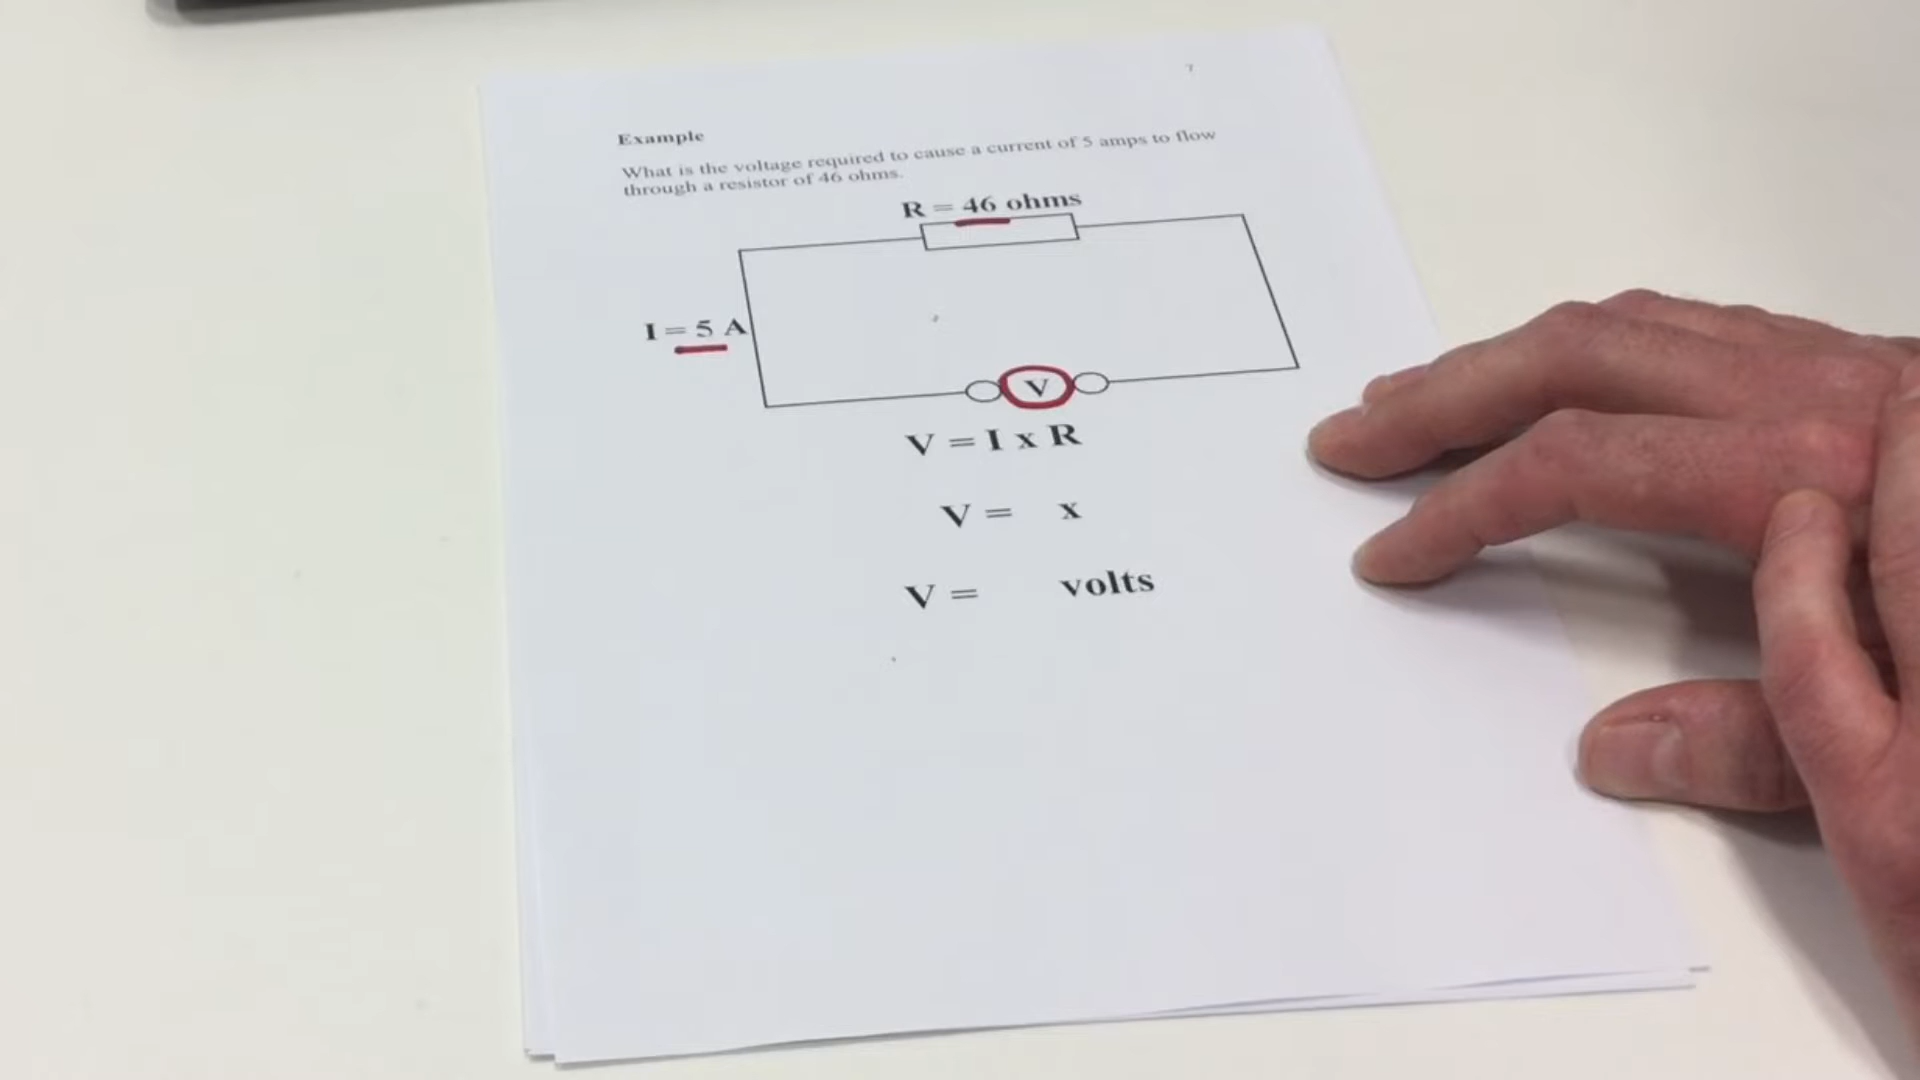 7
Example
What is the voltage required to cause a current of 5 amps to flow
through a resistor of 46 ohms.
R = 46 ohms
I = 5 A
V
V = I x R
V = x
V = volts